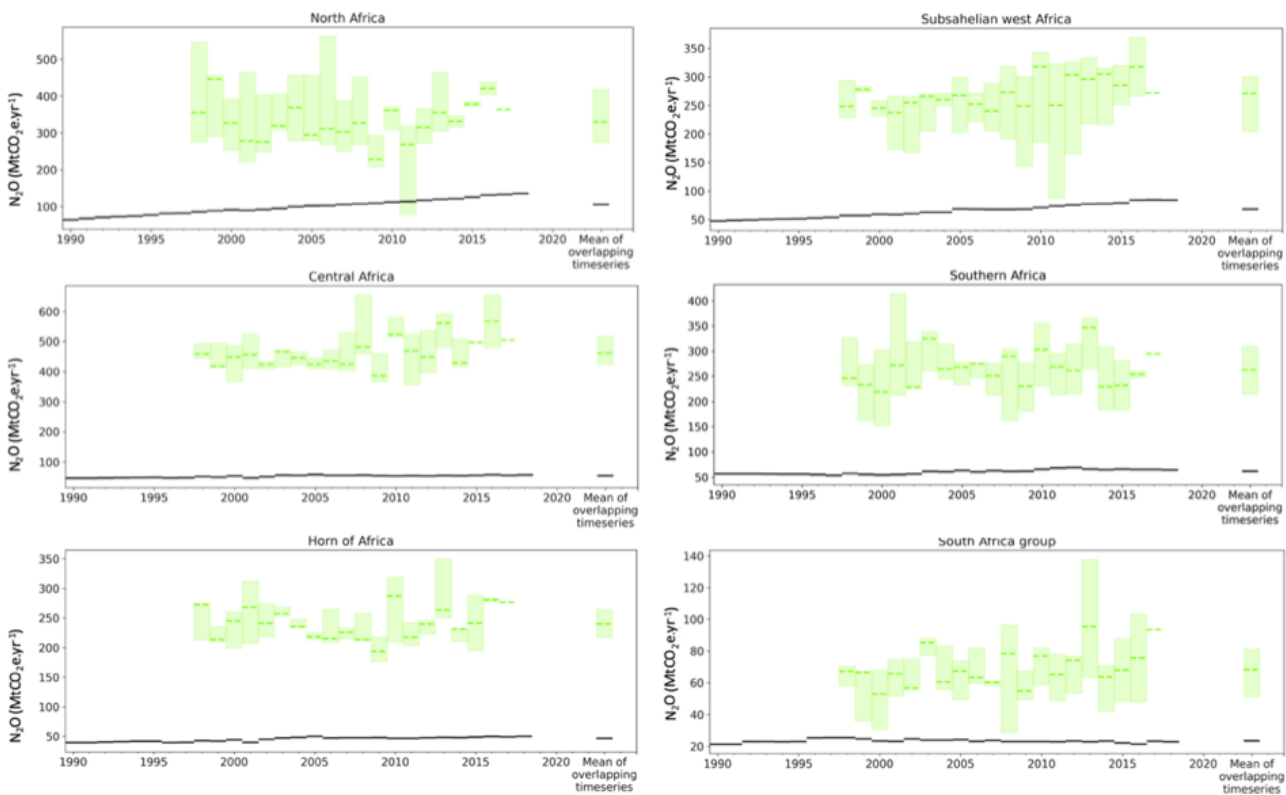 North Africa
N₂O (MtCO₂e.yr⁻¹)
500
400
300
200
100
1990
1995
2000
2005
2010
2015
2020
Mean of
overlapping
timeseries
Subsahelian west Africa
N₂O (MtCO₂e.yr⁻¹)
350
300
250
200
150
100
50
1990
1995
2000
2005
2010
2015
2020
Mean of
overlapping
timeseries
Central Africa
N₂O (MtCO₂e.yr⁻¹)
600
500
400
300
200
100
1990
1995
2000
2005
2010
2015
2020
Mean of
overlapping
timeseries
Southern Africa
N₂O (MtCO₂e.yr⁻¹)
400
350
300
250
200
150
100
50
1990
1995
2000
2005
2010
2015
2020
Mean of
overlapping
timeseries
Horn of Africa
N₂O (MtCO₂e.yr⁻¹)
350
300
250
200
150
100
50
1990
1995
2000
2005
2010
2015
2020
Mean of
overlapping
timeseries
South Africa group
N₂O (MtCO₂e.yr⁻¹)
140
120
100
80
60
40
20
1990
1995
2000
2005
2010
2015
2020
Mean of
overlapping
timeseries